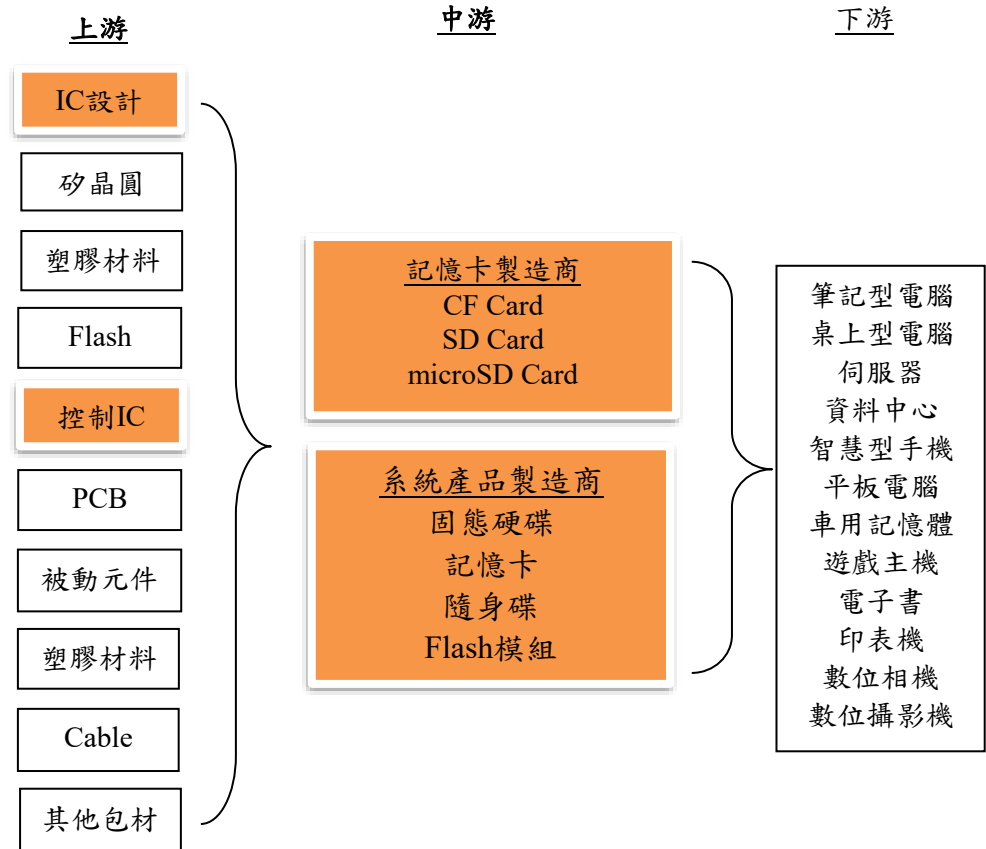 上游
中游
下游
IC設計
矽晶圓
塑膠材料
Flash
控制IC
PCB
被動元件
塑膠材料
Cable
其他包材
記憶卡製造商
CF Card
SD Card
microSD Card
系統產品製造商
固態硬碟
記憶卡
隨身碟
Flash模組
筆記型電腦
桌上型電腦
伺服器
資料中心
智慧型手機
平板電腦
車用記憶體
遊戲主機
電子書
印表機
數位相機
數位攝影機